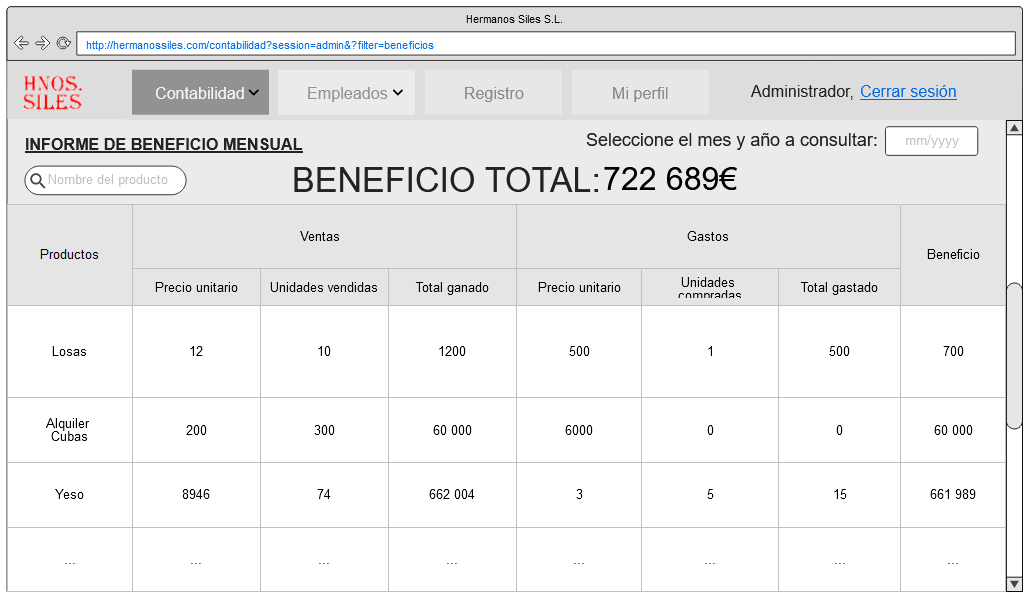 Hermanos Siles S.L.
http://hermanossiles.com/contabilidad?session=admin&?filter=beneficios
HNOS.
SILES
Contabilidad
Empleados
Registro
Mi perfil
Administrador, Cerrar sesión
INFORME DE BENEFICIO MENSUAL
Seleccione el mes y año a consultar:
mm/yyyy
Nombre del producto
BENEFICIO TOTAL: 722 689€
Productos
Ventas
Gastos
Beneficio
Precio unitario
Unidades vendidas
Total ganado
Precio unitario
Unidades
compradas
Total gastado
Losas 12 10 1200 500 1 500 700
Alquiler
Cubas
200 300 60 000 6000 0 0 60 000
Yeso 8946 74 662 004 3 5 15 661 989
... ... ... ... ... ... ... ...